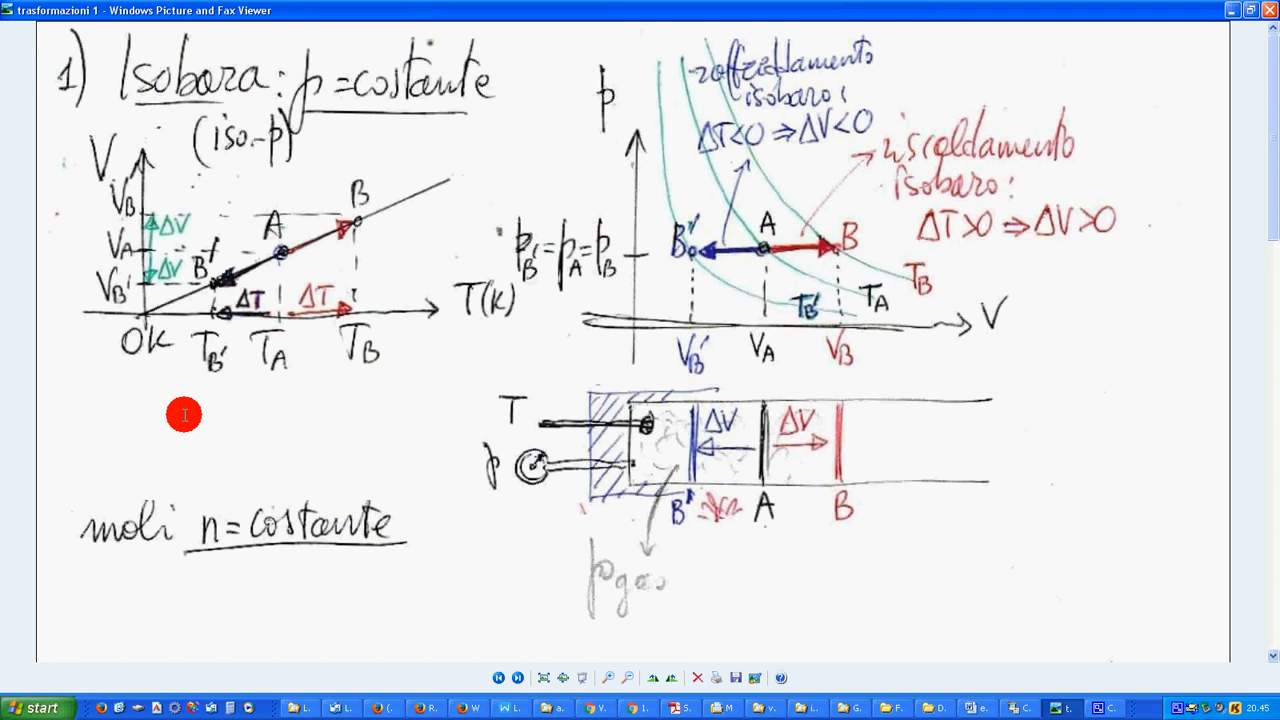 trasformazioni 1 - Windows Picture and Fax Viewer
1) Isobara: p=costante
(iso-p)
V
VB
VA
VB'
ΔV
ΔV
A
B
B'
ΔT
ΔT
T(K)
0K
TB'
TA
TB
p
raffreddamento
isobaro:
ΔT<0 ⇒ ΔV<0
riscaldamento
isobaro:
ΔT>0 ⇒ ΔV>0
pB' = pA = pB
B'
A
B
TB'
TA
TB
V
VB'
VA
VB
T
p
ΔV
ΔV
B'
A
B
p gas
moli n=costante
start
L.
L.
(.
R.
W
L.
a.
V.
1.
S.
M
v.
I.
G.
F.
D.
e.
C.
t.
C.
20.45